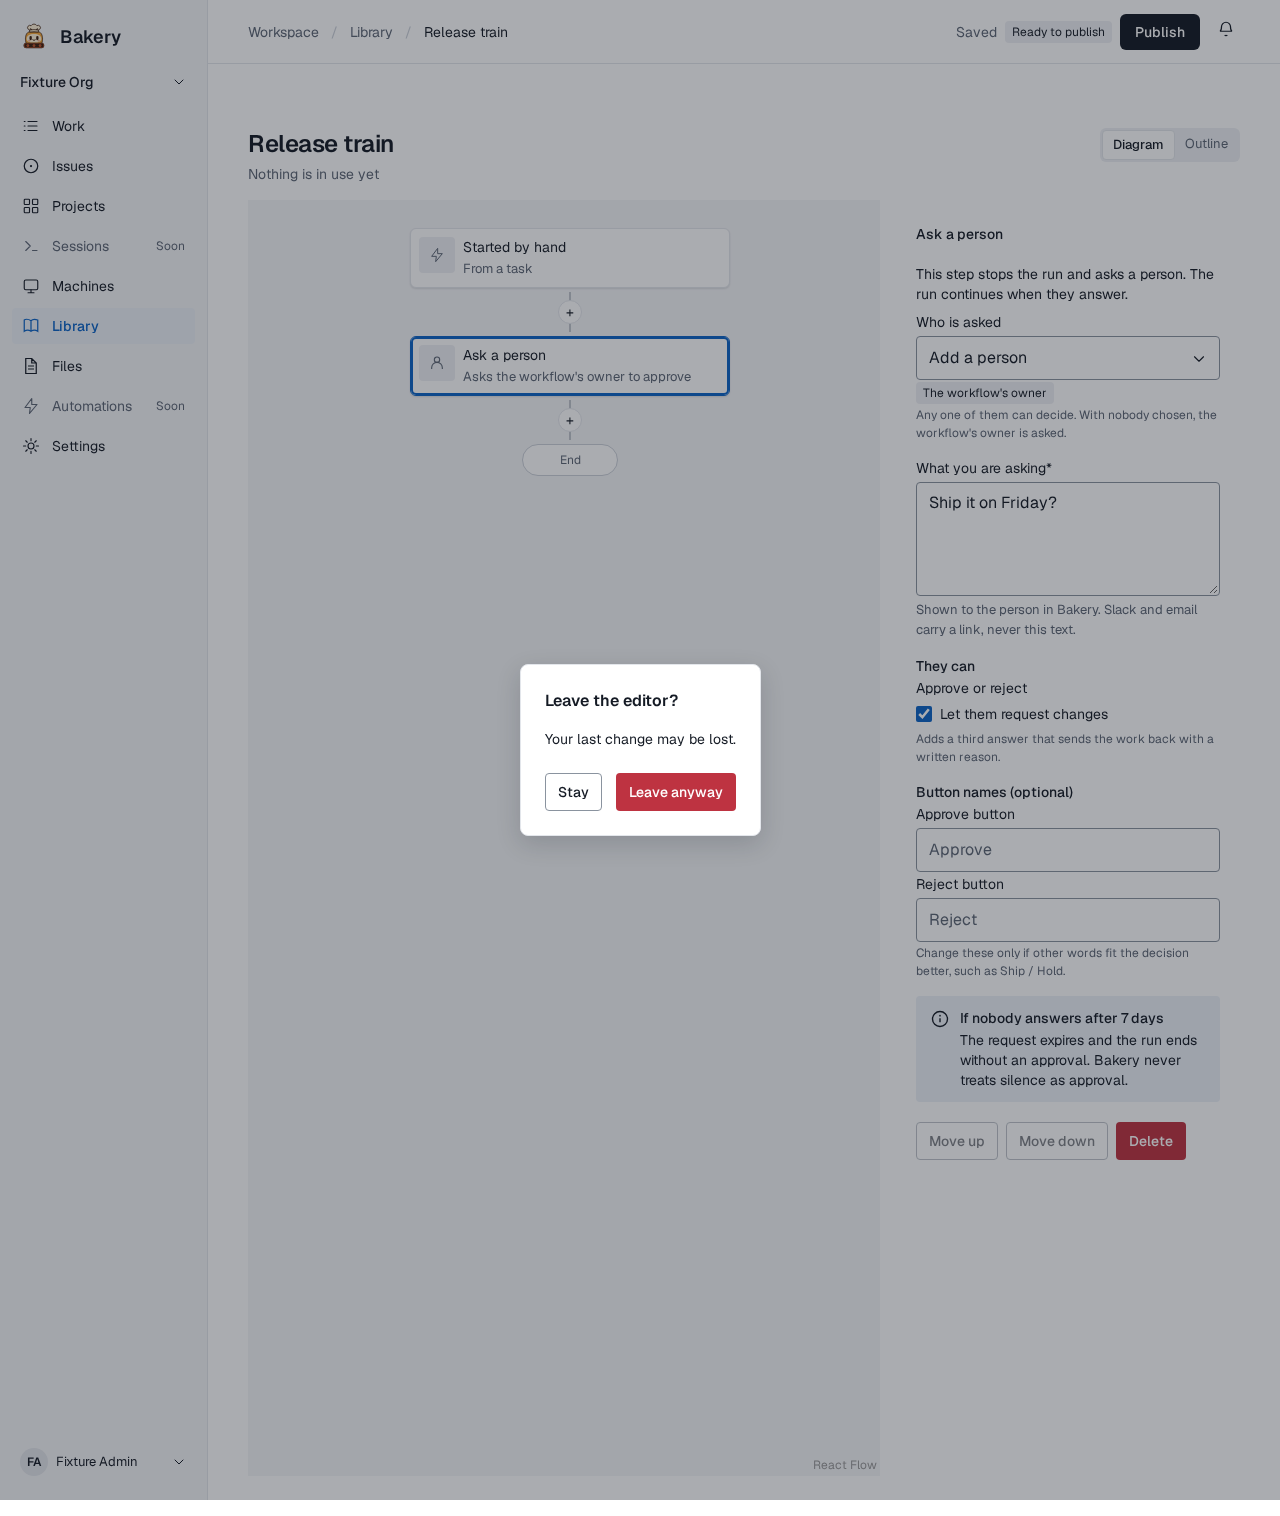 Bakery
Fixture Org
Work
Issues
Projects
Sessions Soon
Machines
Library
Files
Automations Soon
Settings
FA Fixture Admin
Workspace / Library / Release train
Saved Ready to publish Publish
Release train
Nothing is in use yet
Diagram Outline
Started by hand
From a task
+
Ask a person
Asks the workflow's owner to approve
+
End
React Flow
Ask a person
This step stops the run and asks a person. The
run continues when they answer.
Who is asked
Add a person
The workflow's owner
Any one of them can decide. With nobody chosen, the
workflow's owner is asked.
What you are asking*
Ship it on Friday?
Shown to the person in Bakery. Slack and email
carry a link, never this text.
They can
Approve or reject
Let them request changes
Adds a third answer that sends the work back with a
written reason.
Button names (optional)
Approve button
Approve
Reject button
Reject
Change these only if other words fit the decision
better, such as Ship / Hold.
If nobody answers after 7 days
The request expires and the run ends
without an approval. Bakery never
treats silence as approval.
Move up Move down Delete
Leave the editor?
Your last change may be lost.
Stay Leave anyway